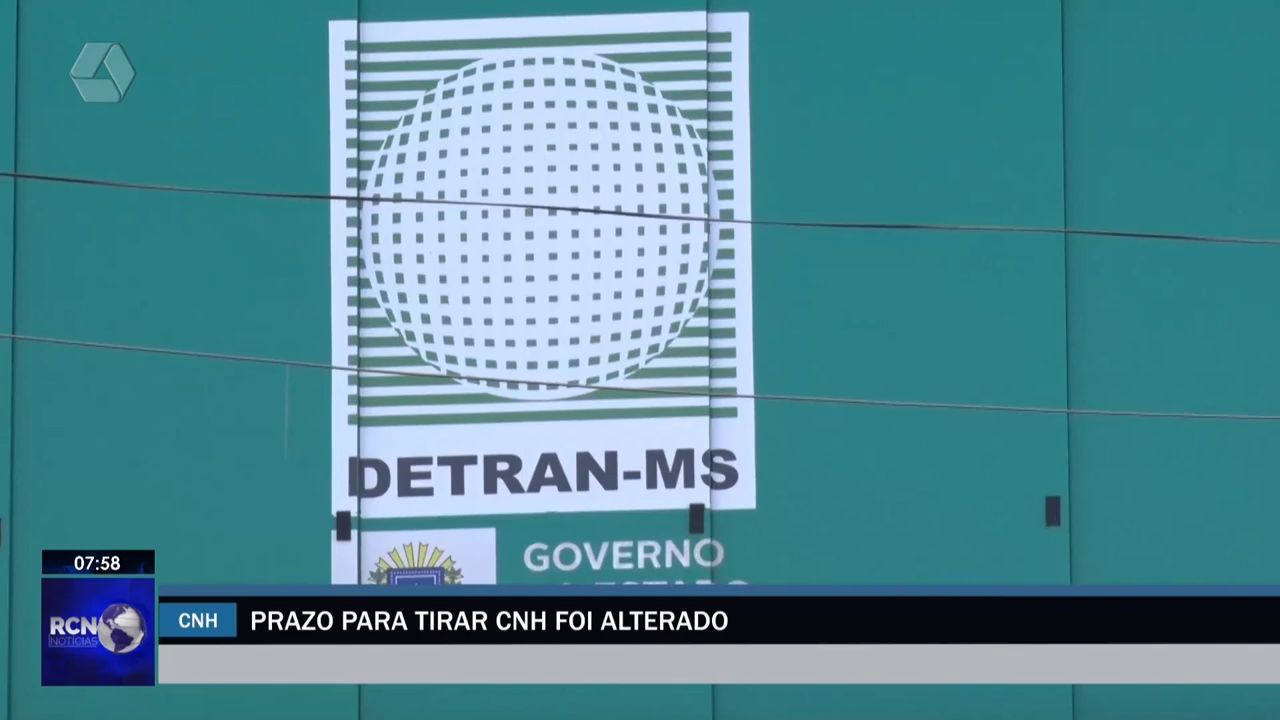 DETRAN-MS
GOVERNO
07:58
RCN
NOTÍCIAS
CNH
PRAZO PARA TIRAR CNH FOI ALTERADO